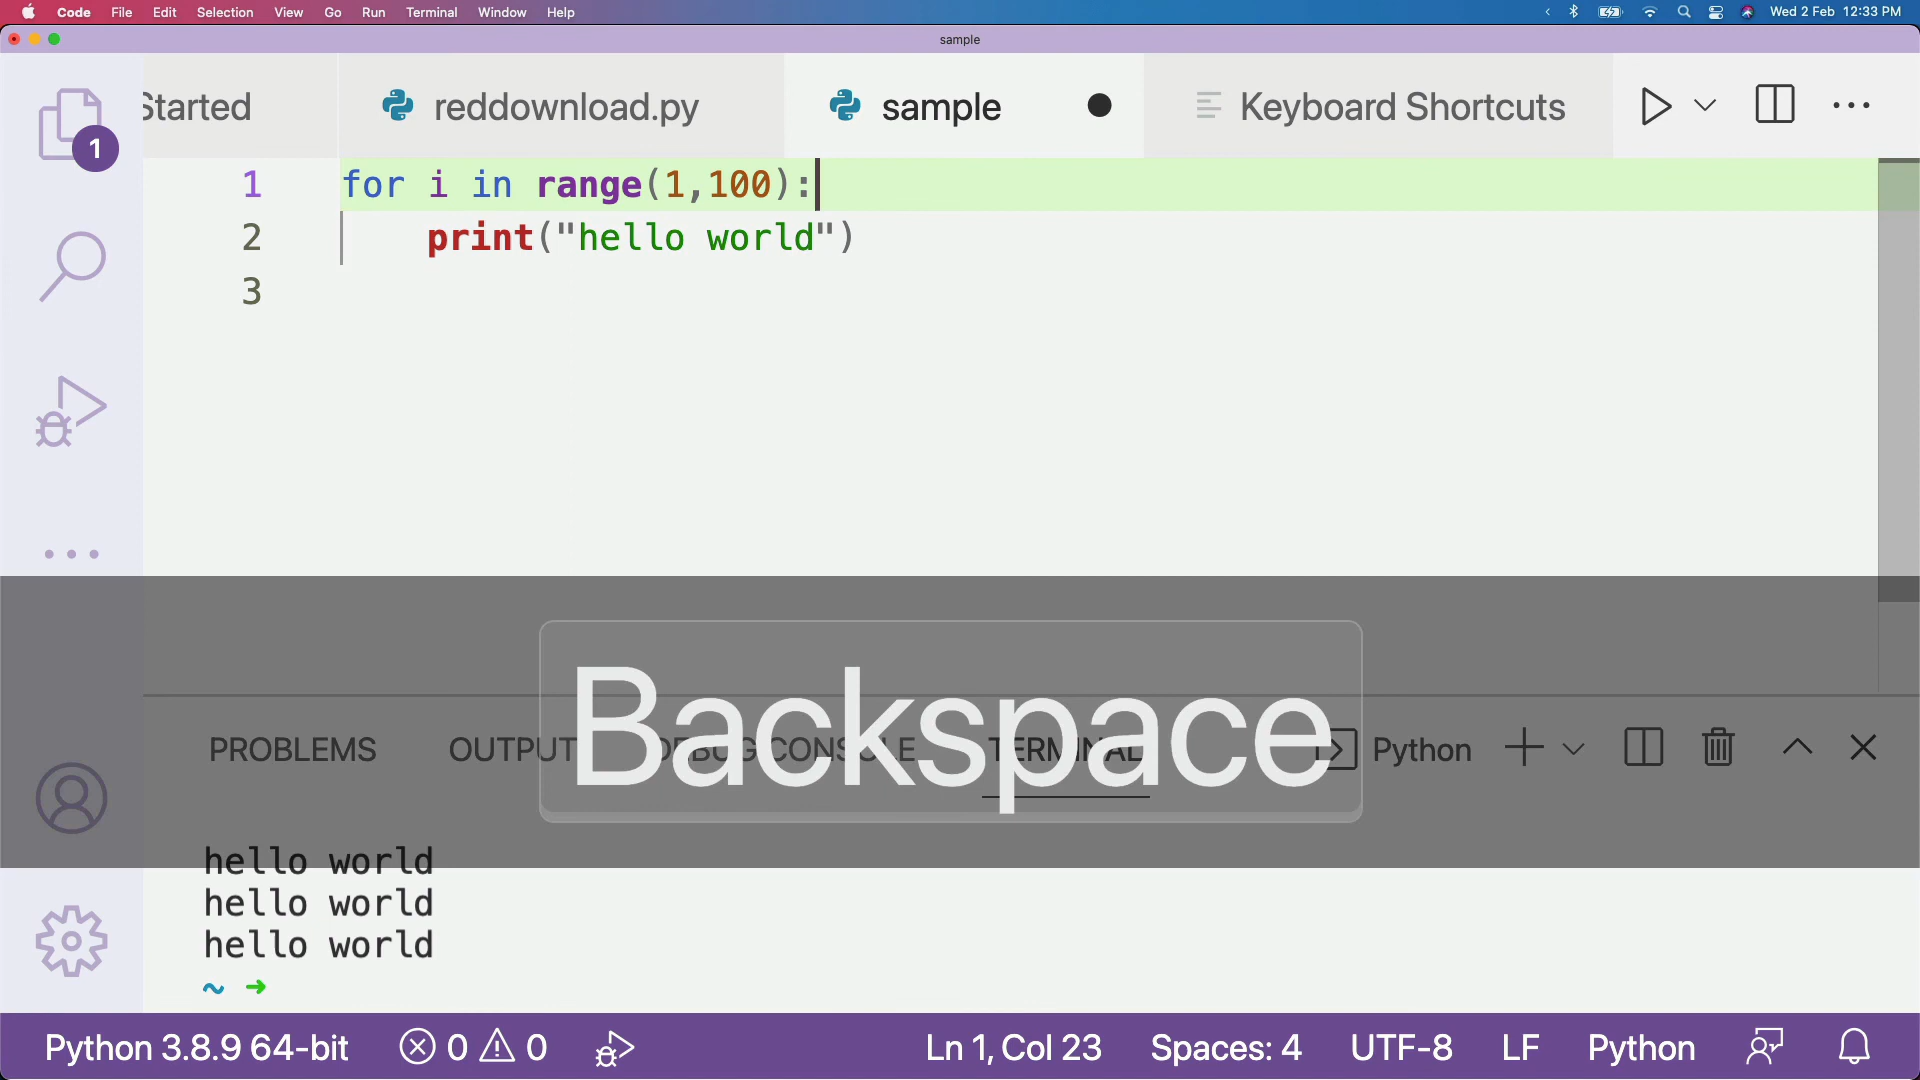 Code File Edit Selection View Go Run Terminal Window Help Wed 2 Feb 12:33 PM
sample
Started reddownload.py sample Keyboard Shortcuts
1
1 for i in range(1,100):
2 print("hello world")
3
Backspace
PROBLEMS OUTPUT DEBUG CONSOLE TERMINAL Python
hello world
hello world
hello world
~ ➜
Python 3.8.9 64-bit 0 0 Ln 1, Col 23 Spaces: 4 UTF-8 LF Python